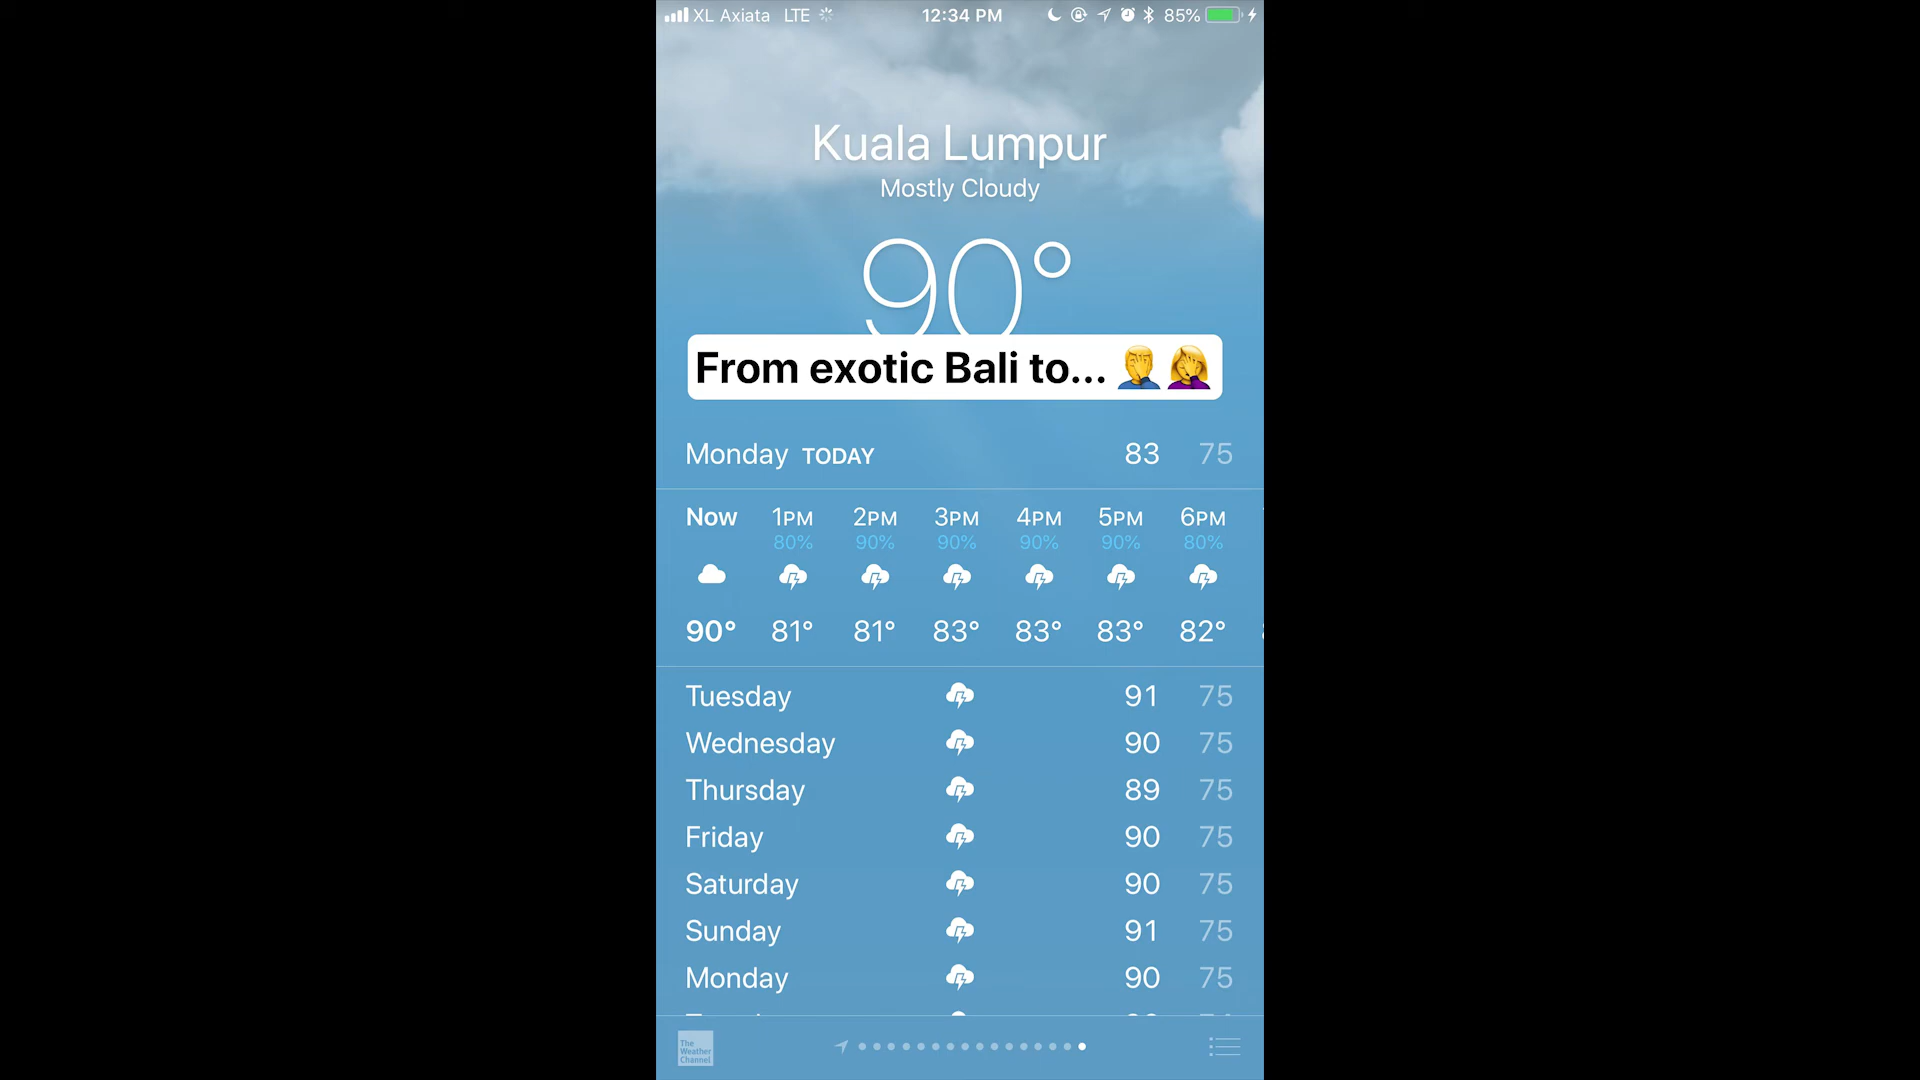 XL Axiata LTE 12:34 PM 85%
Kuala Lumpur
Mostly Cloudy
90°
From exotic Bali to... 🤦‍♂️🤦‍♀️
Monday TODAY 83 75
Now 1PM 2PM 3PM 4PM 5PM 6PM
80% 90% 90% 90% 90% 80%
90° 81° 81° 83° 83° 83° 82°
Tuesday 91 75
Wednesday 90 75
Thursday 89 75
Friday 90 75
Saturday 90 75
Sunday 91 75
Monday 90 75
The
Weather
Channel